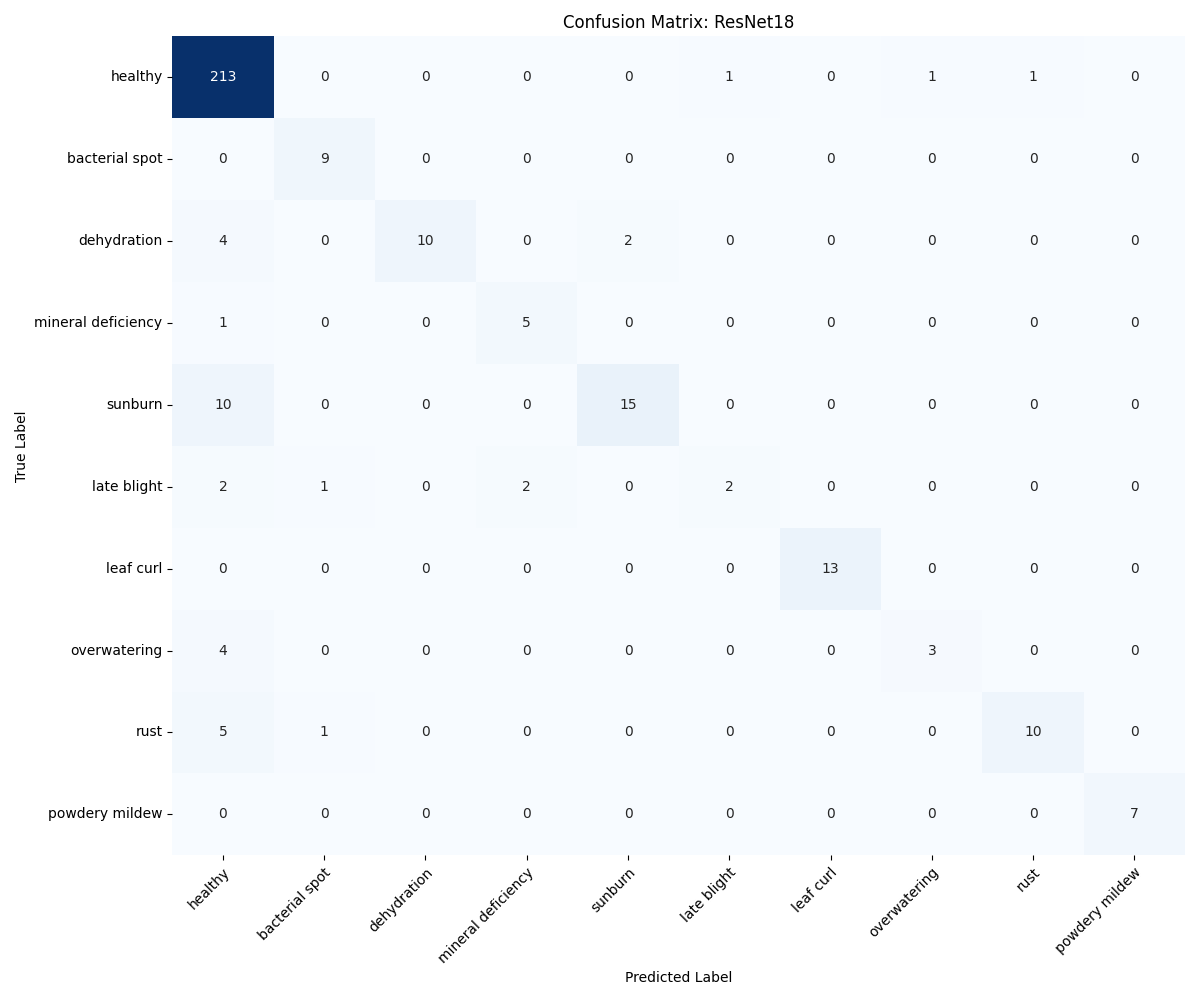 Confusion Matrix: ResNet18
healthy 213 0 0 0 0 1 0 1 1 0
bacterial spot 0 9 0 0 0 0 0 0 0 0
dehydration 4 0 10 0 2 0 0 0 0 0
mineral deficiency 1 0 0 5 0 0 0 0 0 0
sunburn 10 0 0 0 15 0 0 0 0 0
late blight 2 1 0 2 0 2 0 0 0 0
leaf curl 0 0 0 0 0 0 13 0 0 0
overwatering 4 0 0 0 0 0 0 3 0 0
rust 5 1 0 0 0 0 0 0 10 0
powdery mildew 0 0 0 0 0 0 0 0 0 7
True Label
healthy
bacterial spot
dehydration
mineral deficiency
sunburn
late blight
leaf curl
overwatering
rust
powdery mildew
Predicted Label